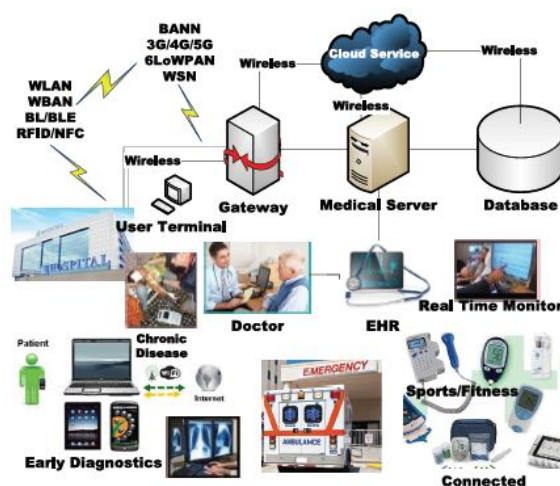 BANN
3G/4G/5G
6LoWPAN
WSN
Cloud Service
Wireless
Wireless
WLAN
WBAN
BL/BLE
RFID/NFC
Wireless
Wireless
User Terminal
Gateway
Medical Server
Database
HOSPITAL
Chronic
Disease
Doctor
EHR
Real Time Monitor
Patient
Internet
EMERGENCY
AMBULANCE
Sports/Fitness
Early Diagnostics
Connected